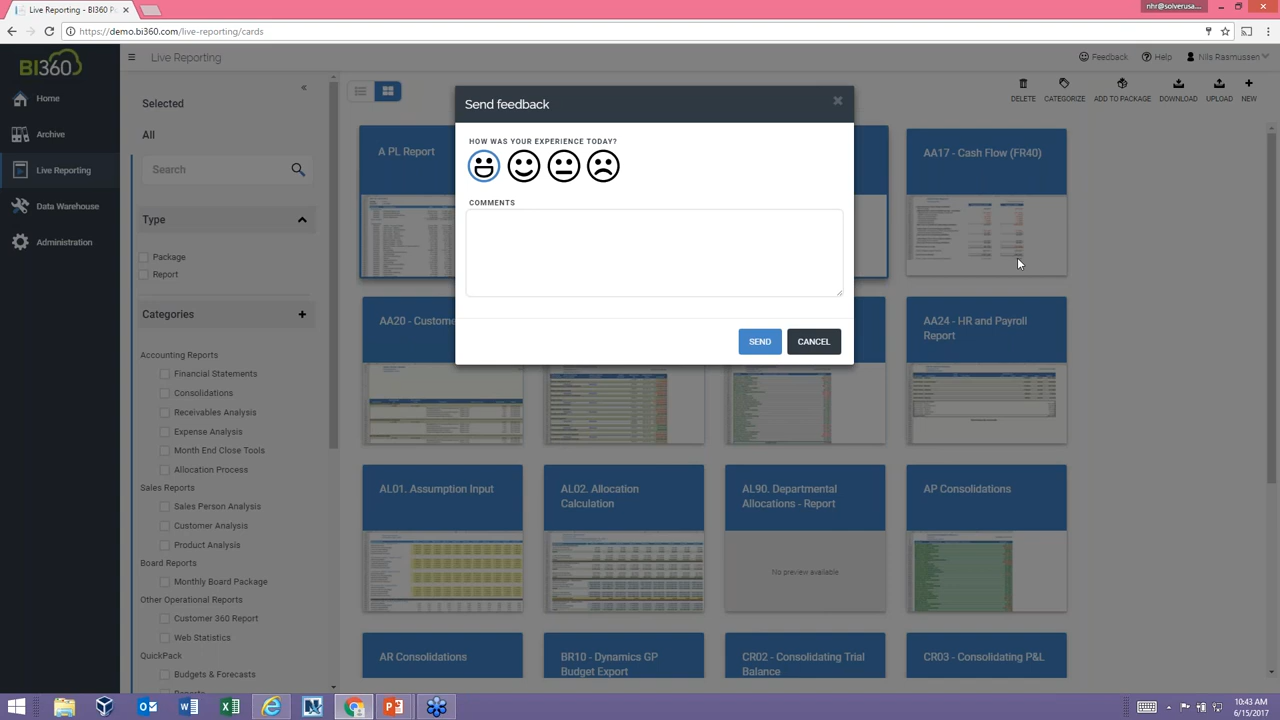 Live Reporting - BI360 P
nhr@solverusa...
https://demo.bi360.com/live-reporting/cards
BI360
Live Reporting
Feedback
Help
Nils Rasmussen
Home
Archive
Live Reporting
Data Warehouse
Administration
Selected
All
Search
Type
Package
Report
Categories
Accounting Reports
Financial Statements
Consolidations
Receivables Analysis
Expense Analysis
Month End Close Tools
Allocation Process
Sales Reports
Sales Person Analysis
Customer Analysis
Product Analysis
Board Reports
Monthly Board Package
Other Operational Reports
Customer 360 Report
Web Statistics
QuickPack
Budgets & Forecasts
DELETE
CATEGORIZE
ADD TO PACKAGE
DOWNLOAD
UPLOAD
NEW
Send feedback
HOW WAS YOUR EXPERIENCE TODAY?
COMMENTS
SEND
CANCEL
A PL Report
AA17 - Cash Flow (FR40)
AA20 - Custome
AA24 - HR and Payroll
Report
AL01. Assumption Input
AL02. Allocation
Calculation
AL90. Departmental
Allocations - Report
No preview available
AP Consolidations
AR Consolidations
BR10 - Dynamics GP
Budget Export
CR02 - Consolidating Trial
Balance
CR03 - Consolidating P&L
10:43 AM
6/15/2017